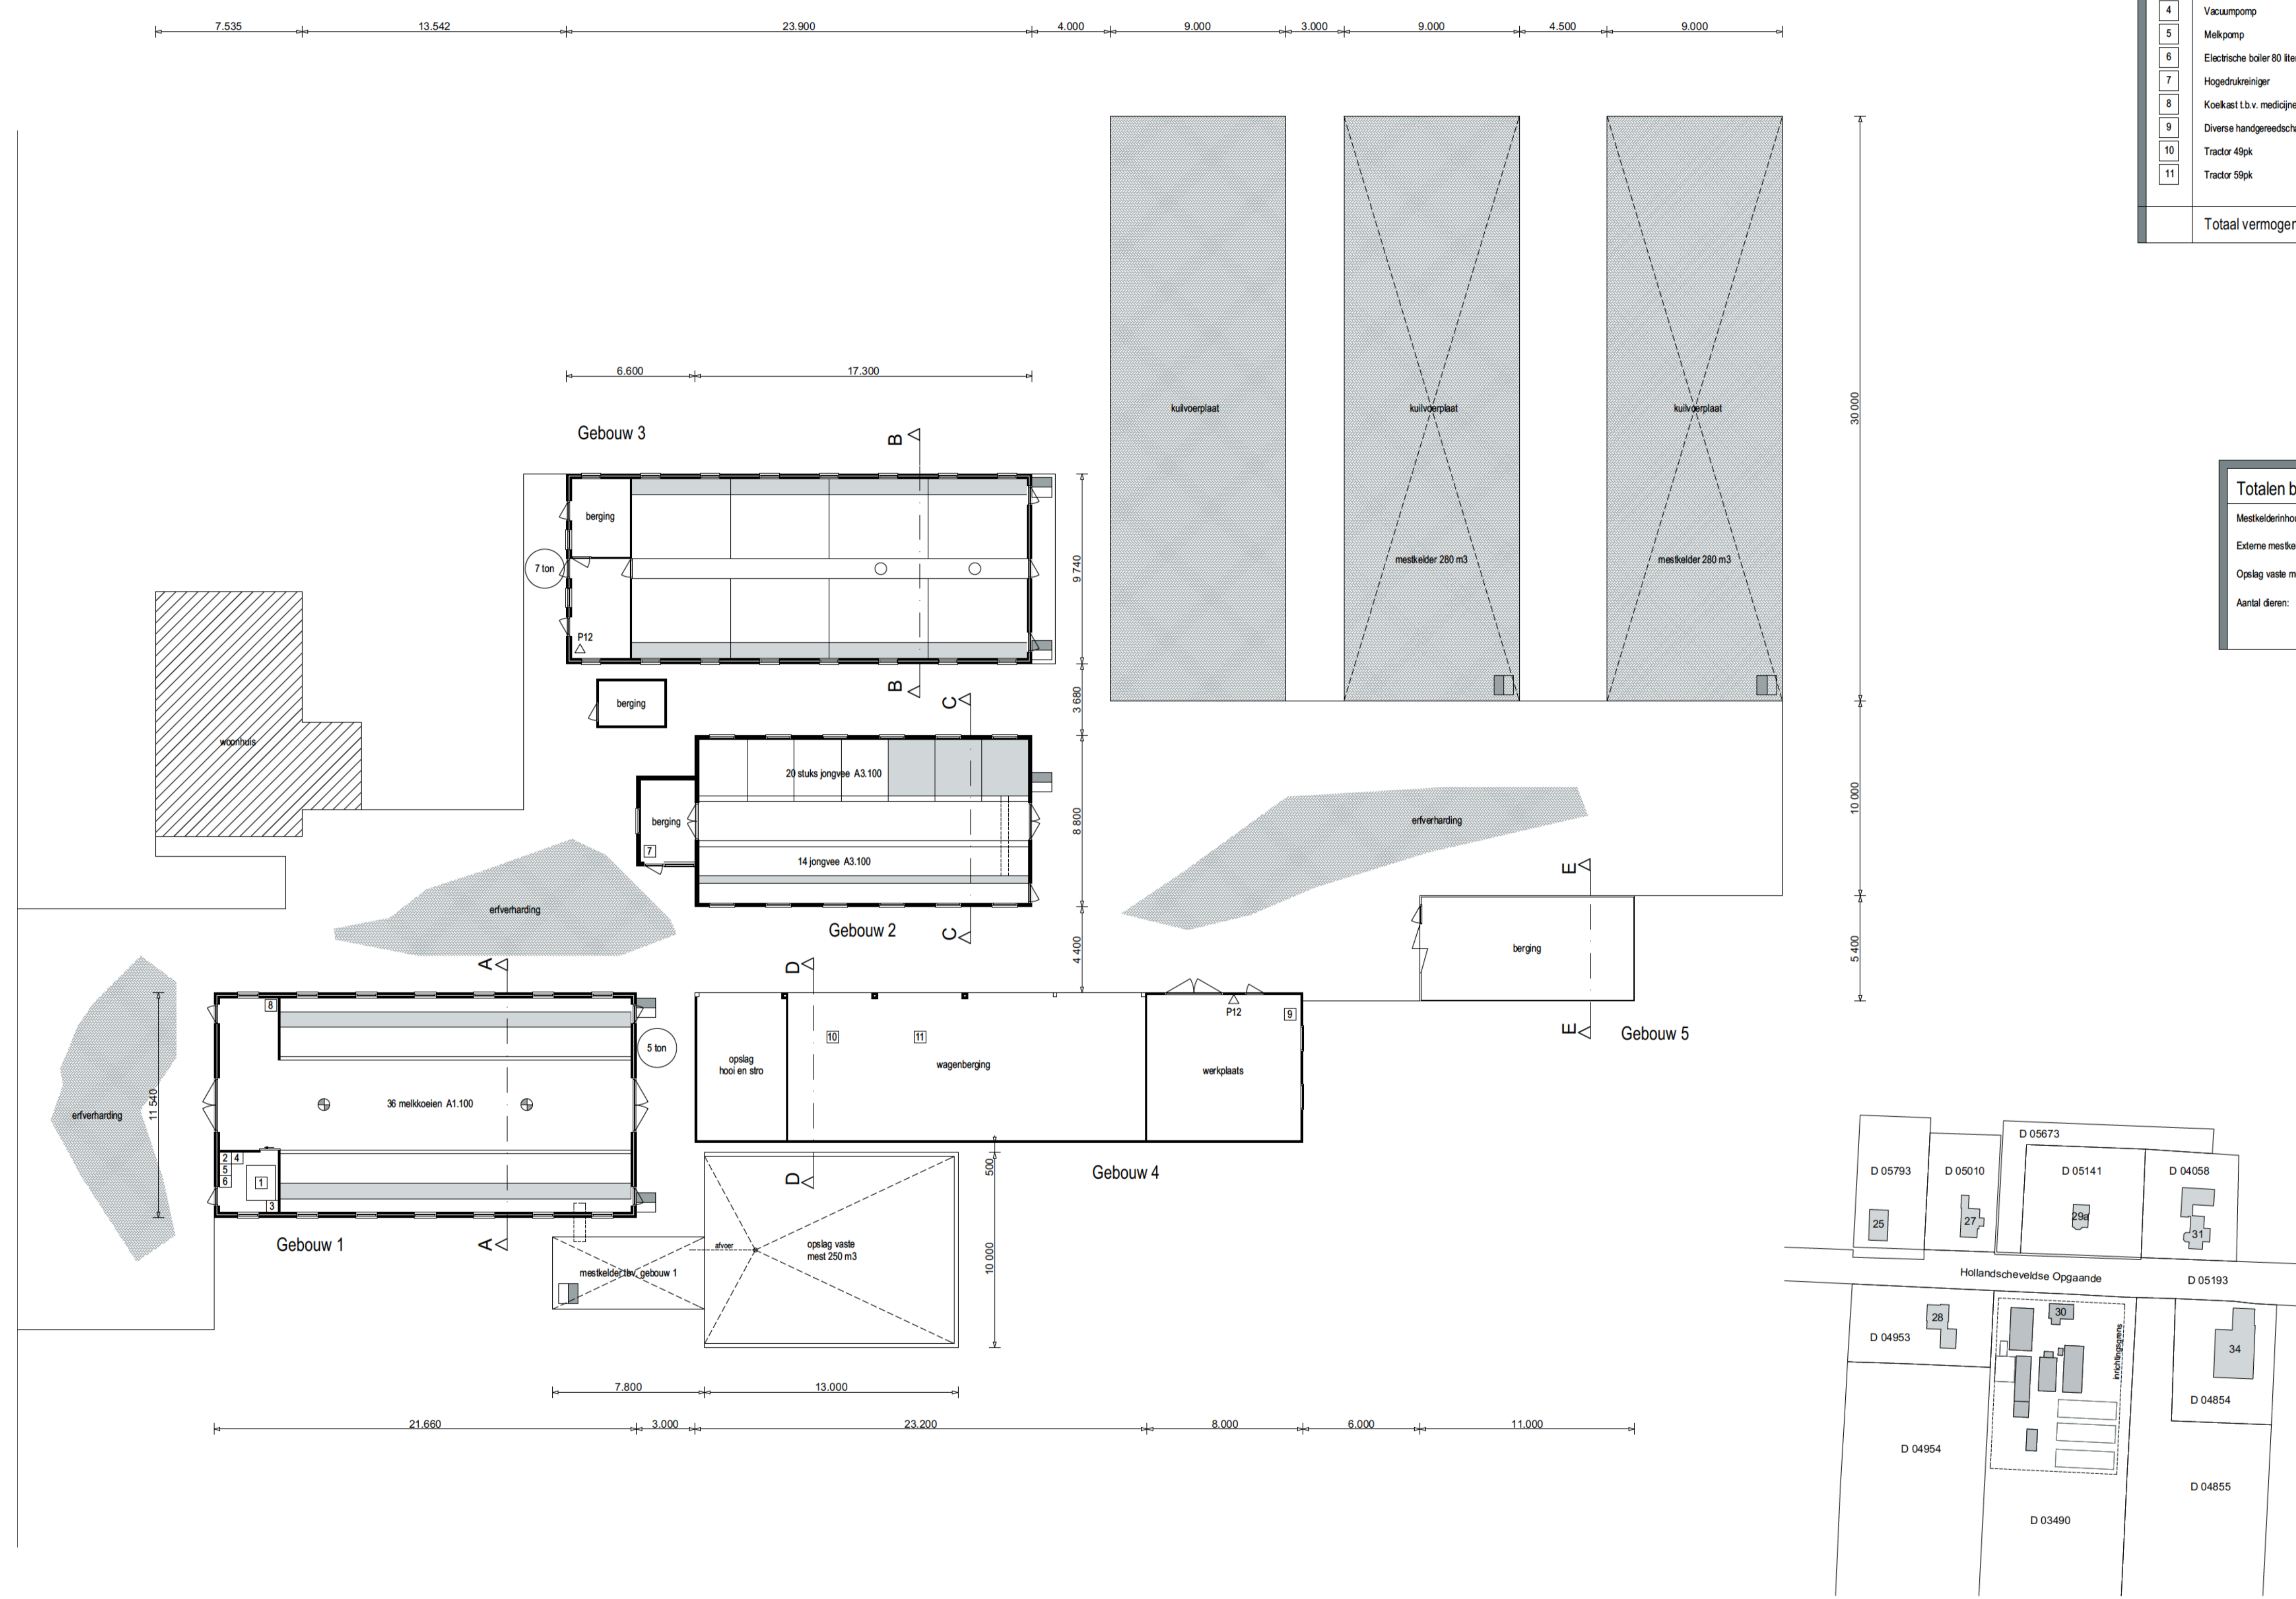 7.535
13.542
23.900
4.000
9.000
3.000
9.000
4.500
9.000
4 Vacuumpomp
5 Melkpomp
6 Electrische boiler 80 lite
7 Hogedrukreiniger
8 Koelkast t.b.v. medicijne
9 Diverse handgereedscha
10 Tractor 49pk
11 Tractor 59pk
Totaal vermoge
6.600
17.300
kuilvoerplaat
kuilvoerplaat
kuilvoerplaat
30 000
Gebouw 3
B
Totalen b
Mestkelderinhou
Externe mestke
Opslag vaste m
Aantal dieren:
berging
7 ton
9 740
mestkelder 280 m3
mestkelder 280 m3
P12
B
C
3 680
berging
woonhuis
20 stuks jongvee A3.100
berging
7
8 800
14 jongvee A3.100
10 000
erfverharding
E
erfverharding
Gebouw 2
C
4 400
berging
5 400
A
D
8
P12
9
E
Gebouw 5
10
11
5 ton
opslag
hooi en stro
wagenberging
werkplaats
36 melkkoeien A1.100
11 540
erfverharding
2 4
5
6
1
3
D
500
Gebouw 4
Gebouw 1
A
afvoer
opslag vaste
mest 250 m3
mestkelder tbv. gebouw 1
10 000
7.800
13.000
21.660
3.000
23.200
8.000
6.000
11.000
D 05673
D 05793
D 05010
D 05141
D 04058
25
27
29a
31
Hollandscheveldse Opgaande
D 05193
28
30
D 04953
inrichtingsgrens
34
D 04854
D 04954
D 04855
D 03490